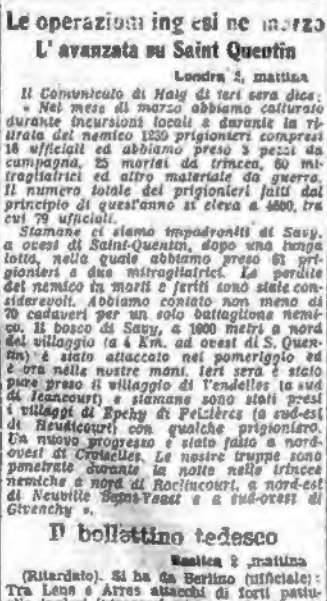 Le operazioni inglesi ne marzo
L'avanzata su Saint Quentin
Londra 2, mattina
Il Comunicato di Haig di ieri sera dice:
« Nel mese di marzo abbiamo catturato
durante incursioni locali e durante la ri-
tirata del nemico 1239 prigionieri compresi
16 ufficiali ed abbiamo preso 3 pezzi da
campagna, 25 mortai da trincea, 60 mi-
tragliatrici ed altro materiale da guerra.
Il numero totale dei prigionieri fatti dal
principio di quest'anno si eleva a 4600, tra
cui 79 ufficiali.
Stamane ci siamo impadroniti di Savy,
a ovest di Saint-Quentin, dopo una lunga
lotta, nella quale abbiamo preso 61 pri-
gionieri e due mitragliatrici. Le perdite
del nemico in morti e feriti sono state con-
siderevoli. Abbiamo contato non meno di
70 cadaveri per un solo battaglione nemi-
co. Il bosco di Savy, a 1600 metri a nord
del villaggio (a 4 Km. ad ovest di S. Quen-
tin) è stato attaccato nel pomeriggio ed
è ora nelle nostre mani. Ieri sera è stato
pure preso il villaggio di Vendelles (a sud
di Jeancourt) e stamane sono stati presi
i villaggi di Epehy di Peizières (a sud-est
di Heudicourt) con qualche prigioniero.
Un nuovo progresso è stato fatto a nord-
ovest di Croiselles. Le nostre truppe sono
penetrate durante la notte nelle trincee
nemiche a nord di Roclincourt, a nord-est
di Neuville Saint-Vaast e a sud-ovest di
Givenchy ».
Il bollettino tedesco
Basilea 2, mattina
(Ritardato). Si ha da Berlino (ufficiale):
Tra Lens e Arras attacchi di forti pattu-